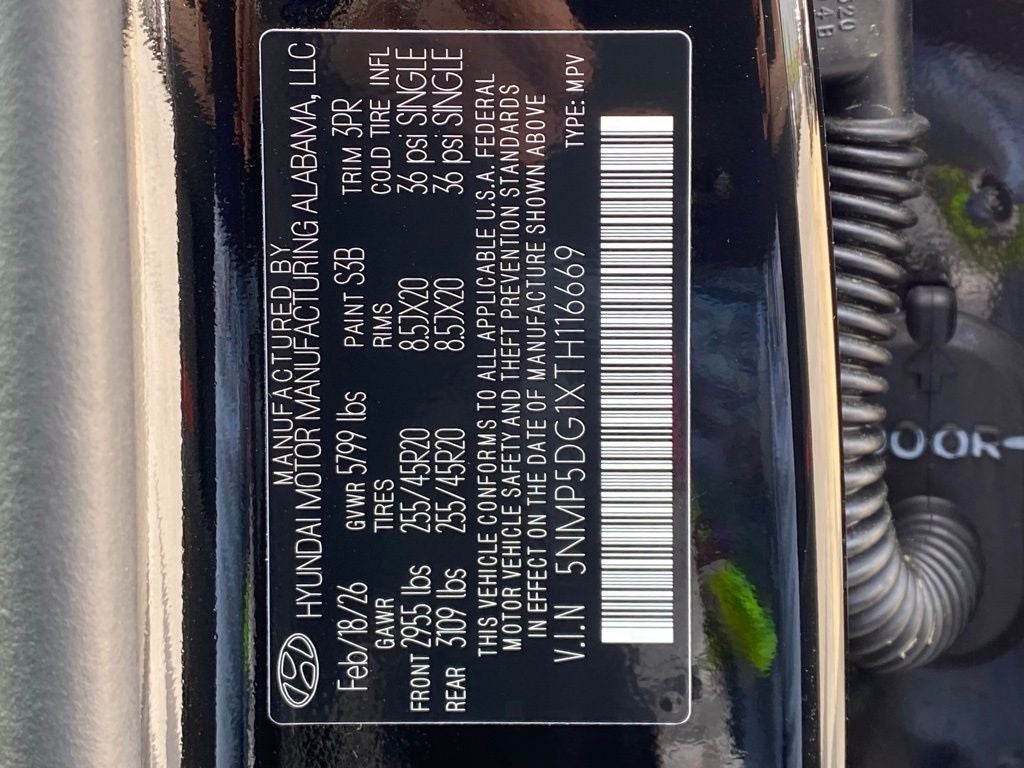 MANUFACTURED BY
HYUNDAI MOTOR MANUFACTURING ALABAMA, LLC
Feb/18/26 GVWR 5799 lbs PAINT S3B TRIM 3PR
GAWR TIRES RIMS COLD TIRE INFL
FRONT 2955 lbs 255/45R20 8.5JX20 36 psi SINGLE
REAR 3109 lbs 255/45R20 8.5JX20 36 psi SINGLE
THIS VEHICLE CONFORMS TO ALL APPLICABLE U.S.A. FEDERAL
MOTOR VEHICLE SAFETY AND THEFT PREVENTION STANDARDS
IN EFFECT ON THE DATE OF MANUFACTURE SHOWN ABOVE
V.I.N 5NMP5DG1XTH116669 TYPE: MPV